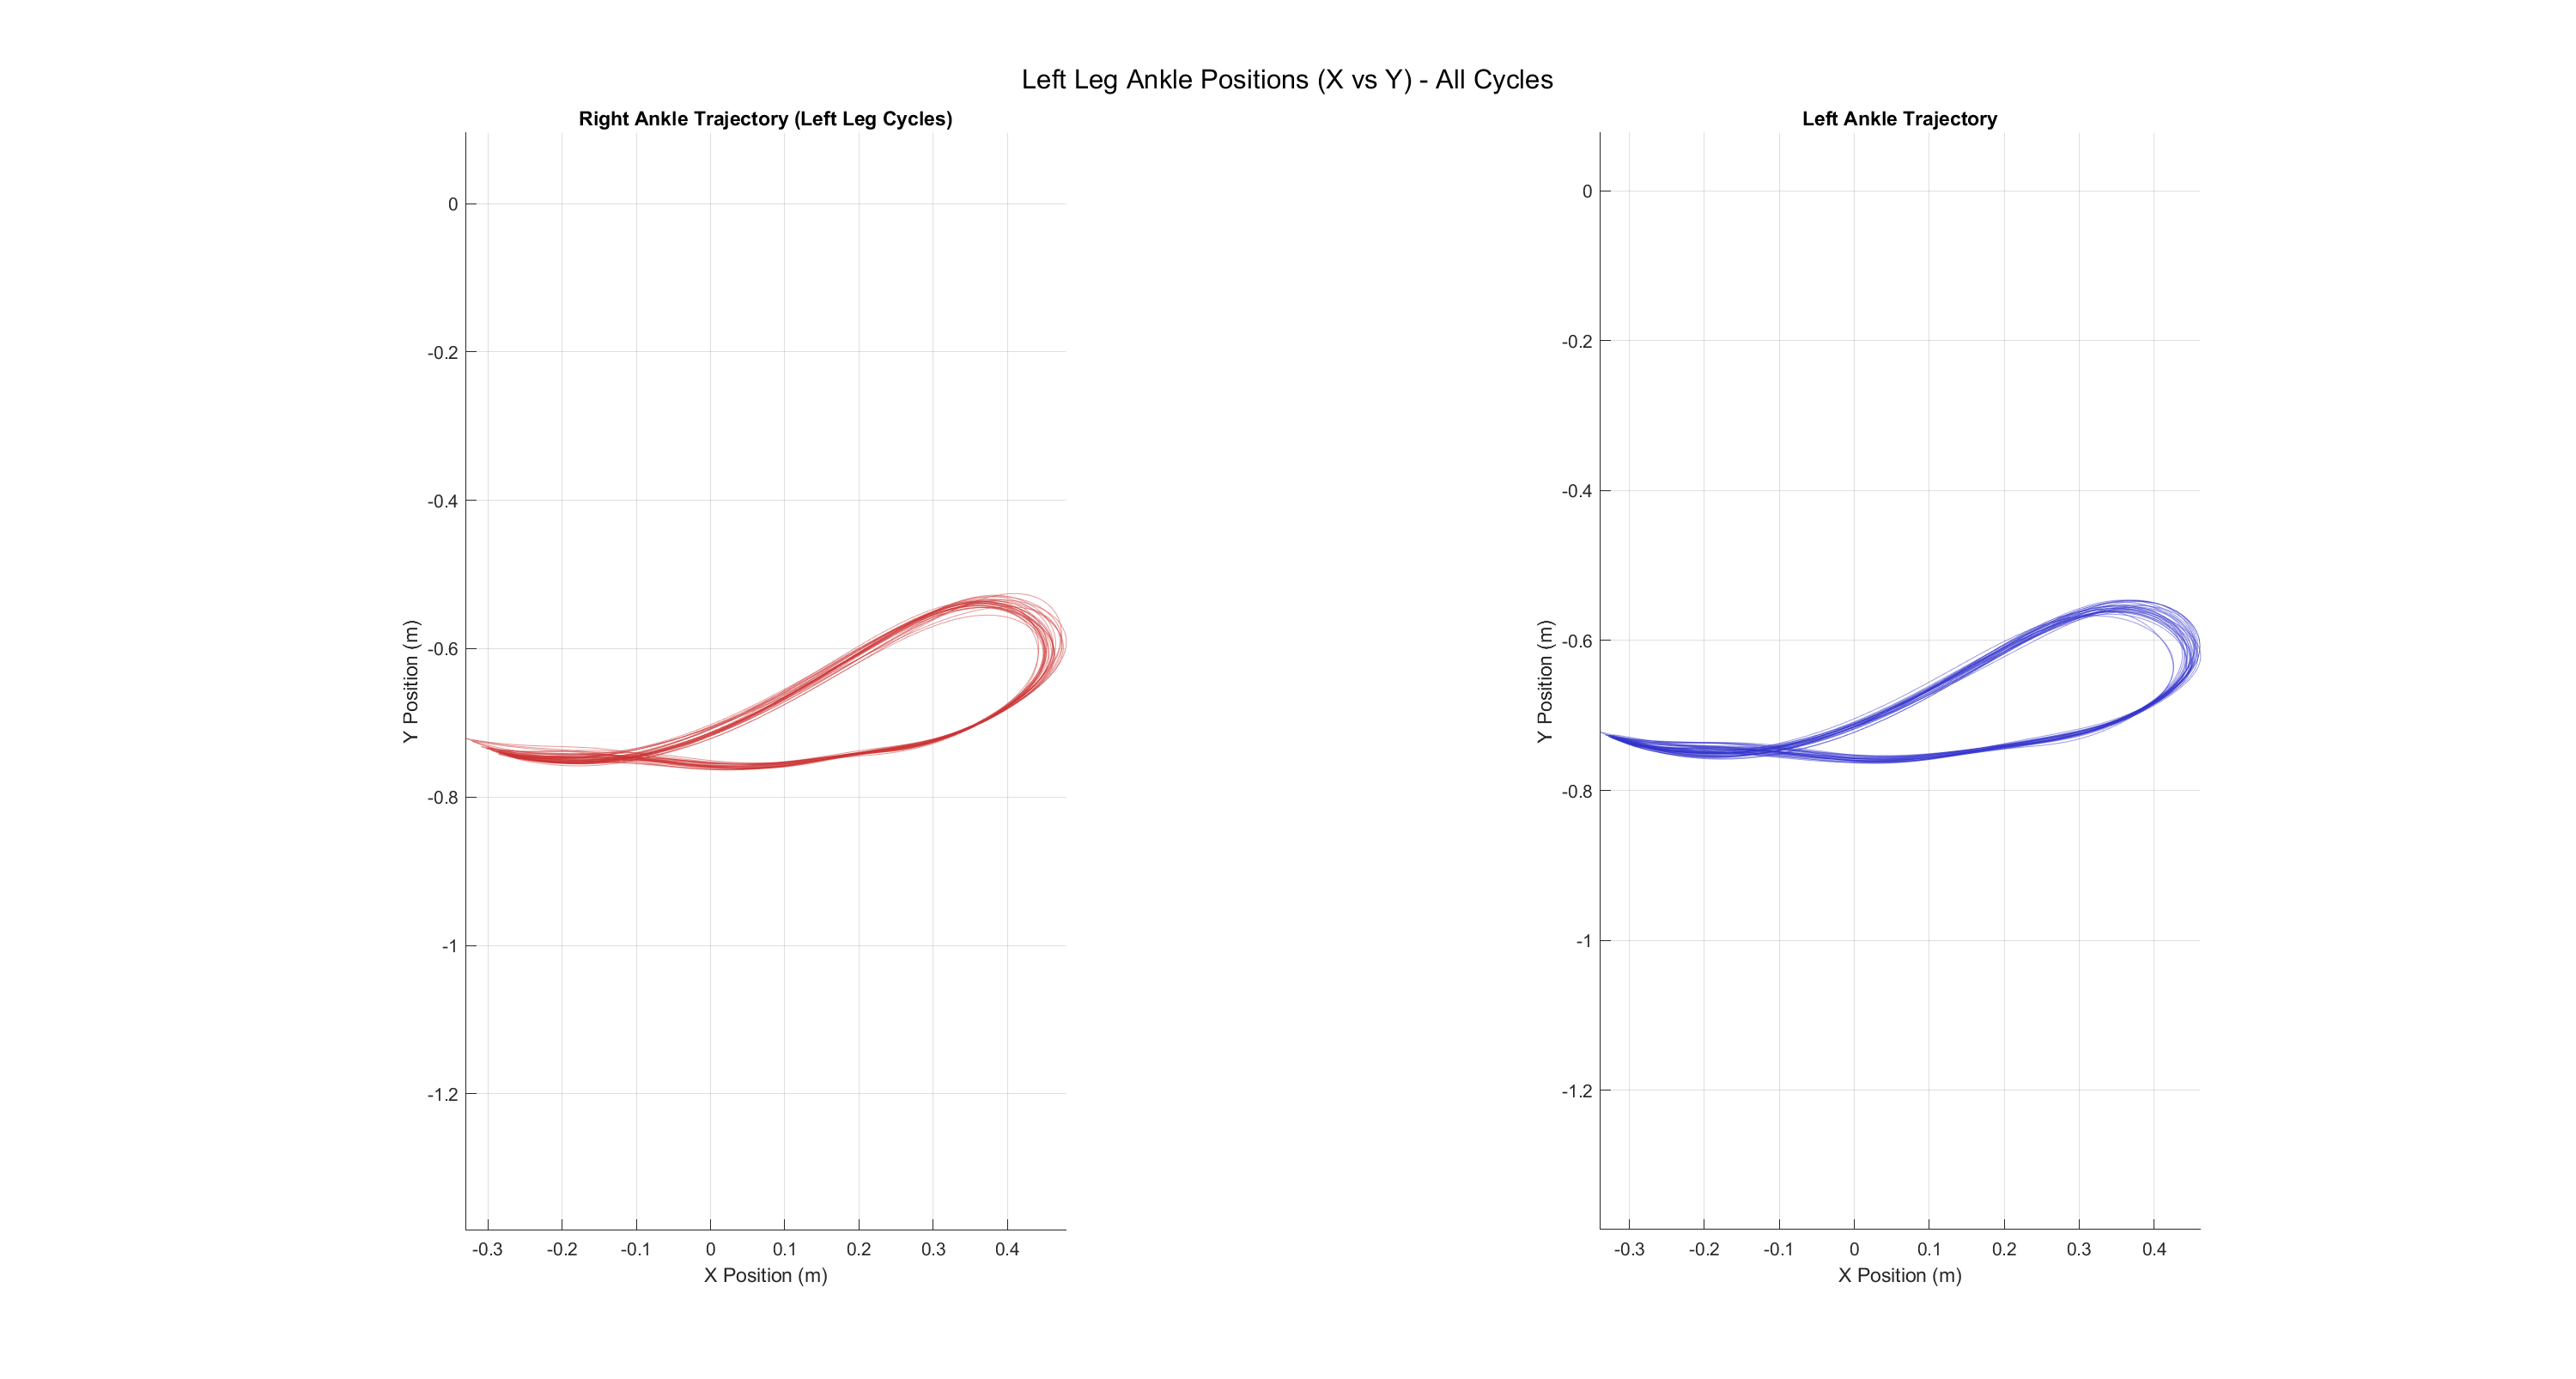 Left Leg Ankle Positions (X vs Y) - All Cycles
Right Ankle Trajectory (Left Leg Cycles)
0
-0.2
-0.4
-0.6
-0.8
-1
-1.2
Y Position (m)
-0.3 -0.2 -0.1 0 0.1 0.2 0.3 0.4
X Position (m)
Left Ankle Trajectory
0
-0.2
-0.4
-0.6
-0.8
-1
-1.2
Y Position (m)
-0.3 -0.2 -0.1 0 0.1 0.2 0.3 0.4
X Position (m)